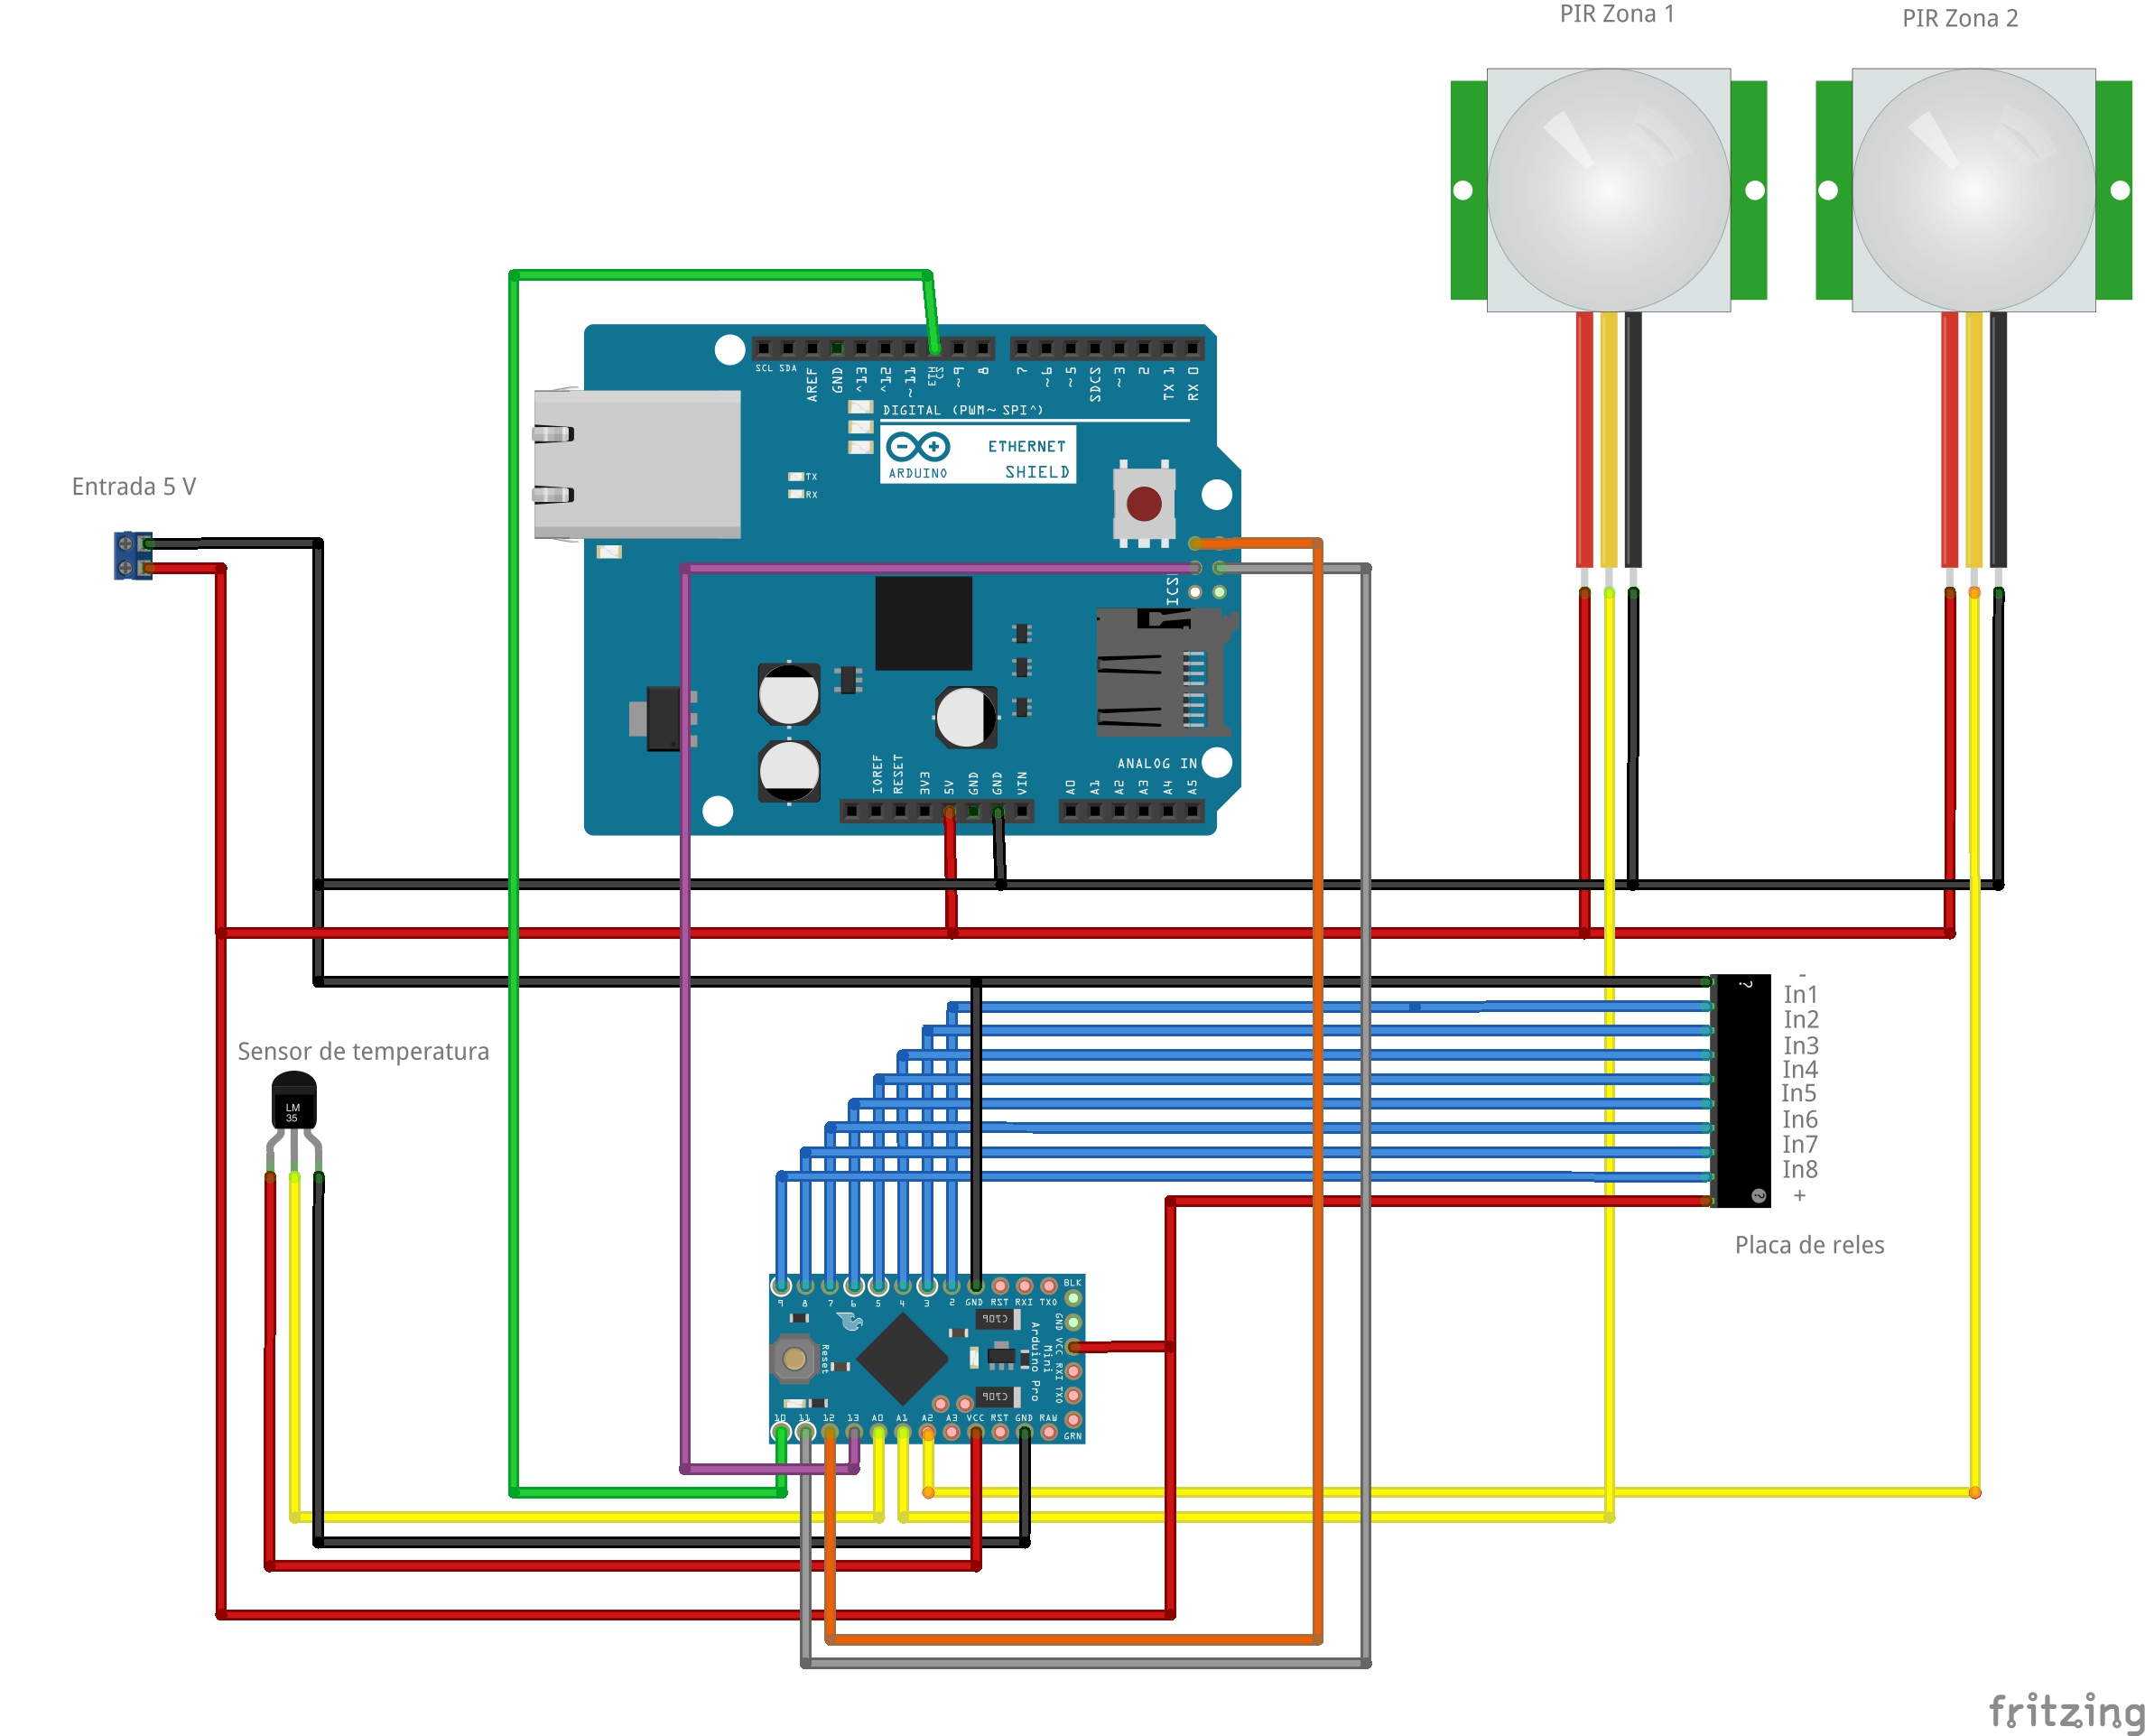 PIR Zona 1
PIR Zona 2
SCL SDA
AREF
GND
^13
^12
~11
ETH
CS
~9
8
7
~6
~5
SDCS
~3
2
TX 1
RX 0
DIGITAL (PWM~ SPI^)
ARDUINO
ETHERNET
SHIELD
TX
RX
Entrada 5 V
ICSP
ANALOG IN
IOREF
RESET
3V3
5V
GND
GND
VIN
A0
A1
A2
A3
A4
A5
-
In1
In2
In3
In4
In5
In6
In7
In8
+
?
?
Placa de reles
Sensor de temperatura
LM
35
9 8 7 6 5 4 3 2 GND RST RXI TXO
BLK
GND
VCC
RXI
TXO
GRN
Reset
Arduino Pro
Mini
10 11 12 13 A0 A1 A2 A3 VCC RST GND RAW
fritzing